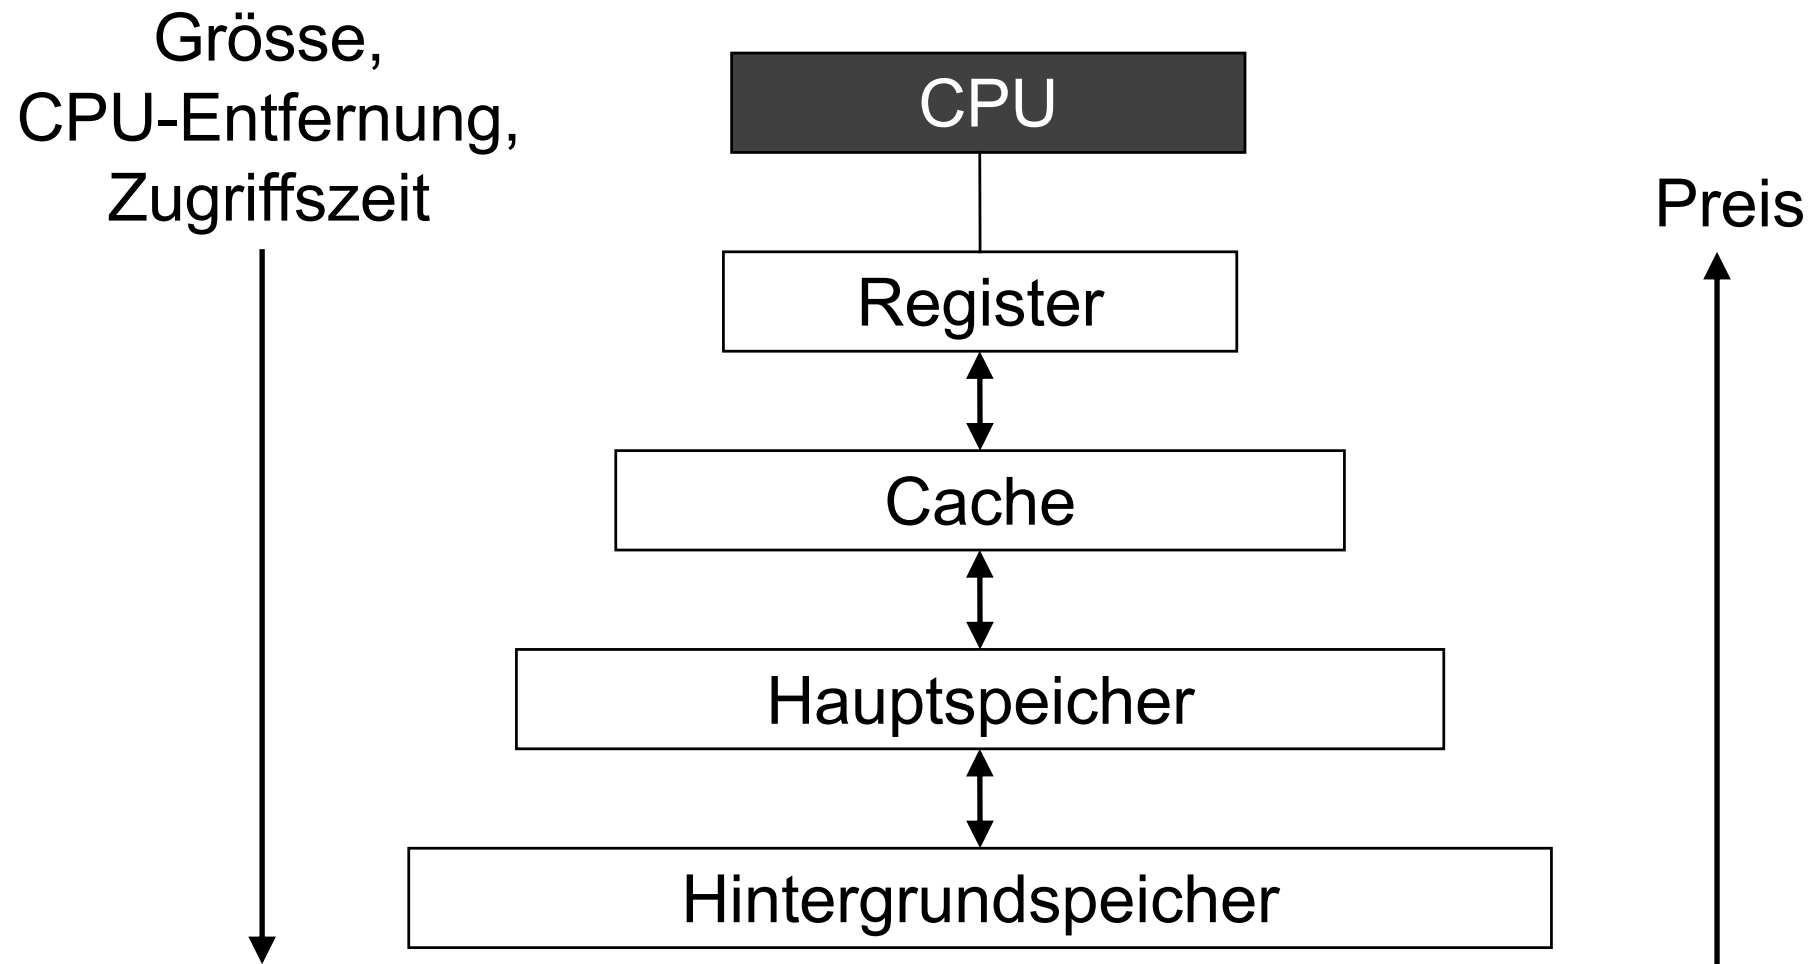 Grösse,
CPU-Entfernung,
Zugriffszeit
CPU
Preis
Register
Cache
Hauptspeicher
Hintergrundspeicher